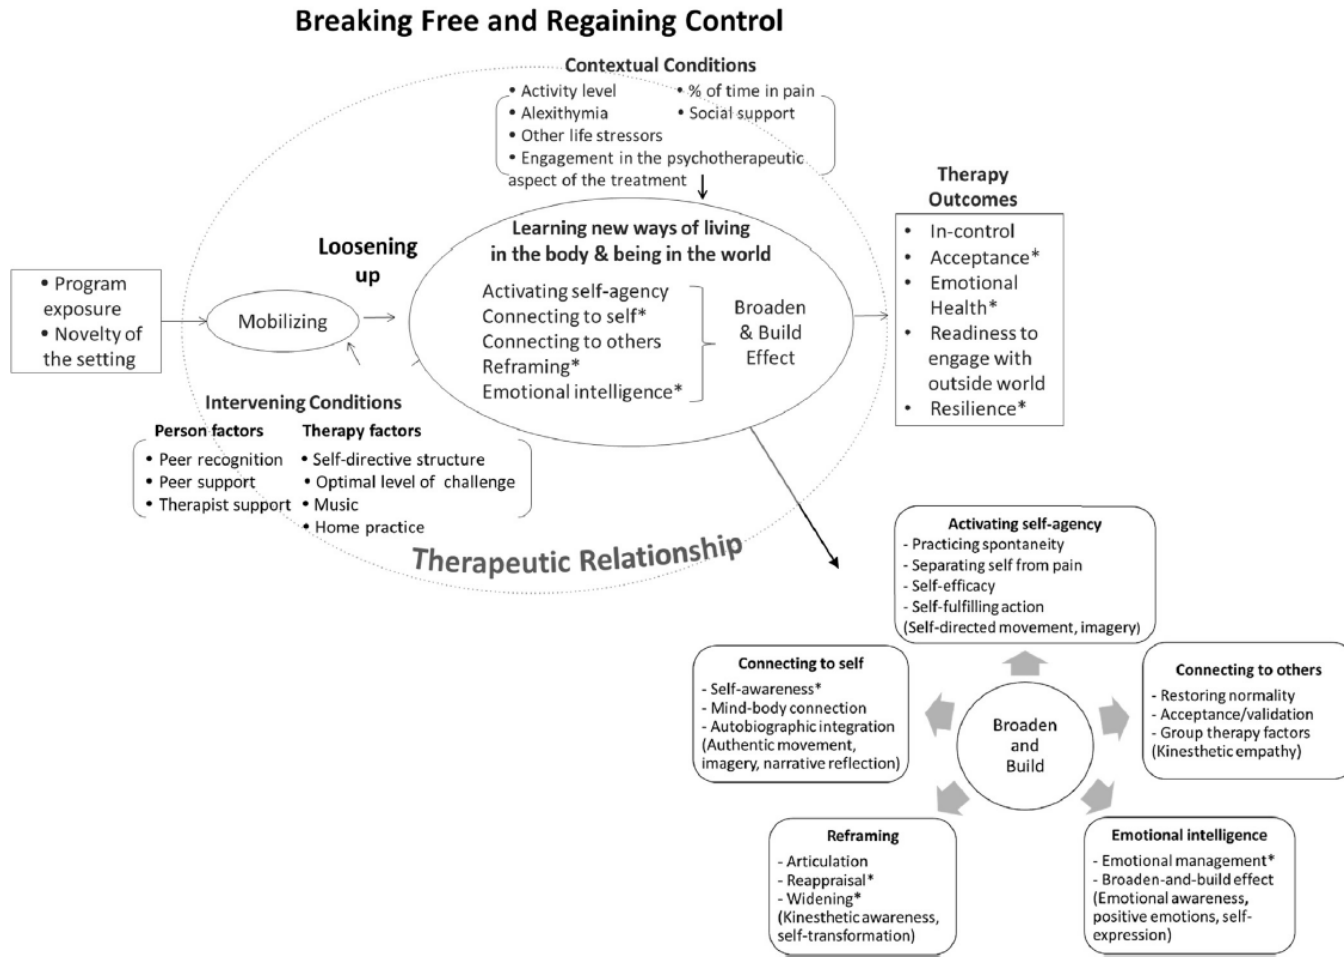 Breaking Free and Regaining Control
Contextual Conditions
• Activity level
• % of time in pain
• Alexithymia
• Social support
• Other life stressors
• Engagement in the psychotherapeutic
aspect of the treatment
Therapy
Outcomes
• In-control
• Acceptance*
• Emotional
Health*
• Readiness to
engage with
outside world
• Resilience*
Learning new ways of living
in the body & being in the world
Activating self-agency
Connecting to self*
Connecting to others
Reframing*
Emotional intelligence*
Broaden
& Build
Effect
Loosening
up
• Program
exposure
• Novelty of
the setting
Mobilizing
Intervening Conditions
Person factors
• Peer recognition
• Peer support
• Therapist support
Therapy factors
• Self-directive structure
• Optimal level of challenge
• Music
• Home practice
Therapeutic Relationship
Activating self-agency
- Practicing spontaneity
- Separating self from pain
- Self-efficacy
- Self-fulfilling action
(Self-directed movement, imagery)
Connecting to self
- Self-awareness*
- Mind-body connection
- Autobiographic integration
(Authentic movement,
imagery, narrative reflection)
Broaden
and
Build
Connecting to others
- Restoring normality
- Acceptance/validation
- Group therapy factors
(Kinesthetic empathy)
Reframing
- Articulation
- Reappraisal*
- Widening*
(Kinesthetic awareness,
self-transformation)
Emotional intelligence
- Emotional management*
- Broaden-and-build effect
(Emotional awareness,
positive emotions, self-
expression)